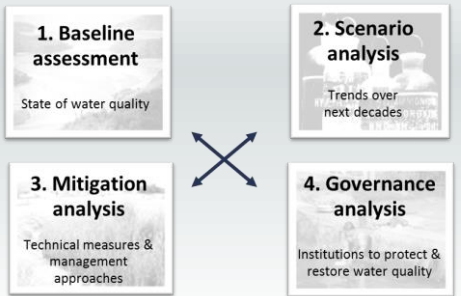 1. Baseline
assessment
State of water quality
2. Scenario
analysis
Trends over
next decades
3. Mitigation
analysis
Technical measures &
management
approaches
4. Governance
analysis
Institutions to protect &
restore water quality